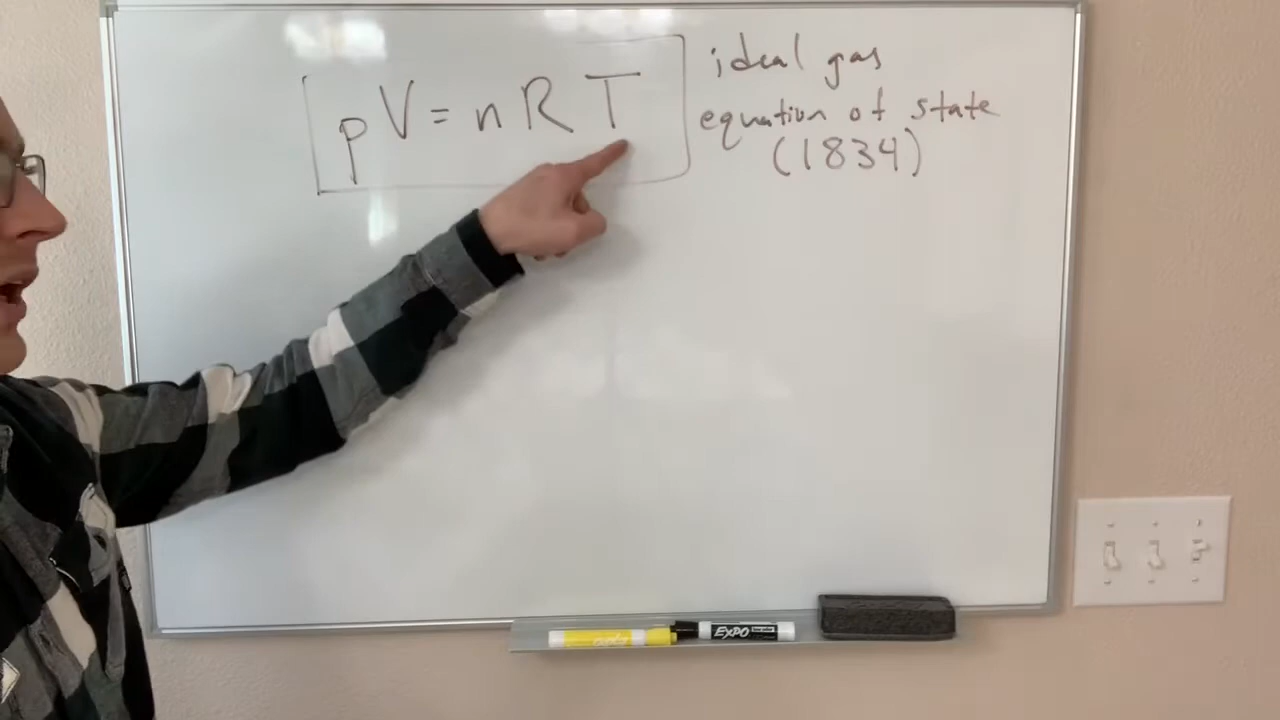 pV = nRT
ideal gas
equation of state
(1834)
EXPO